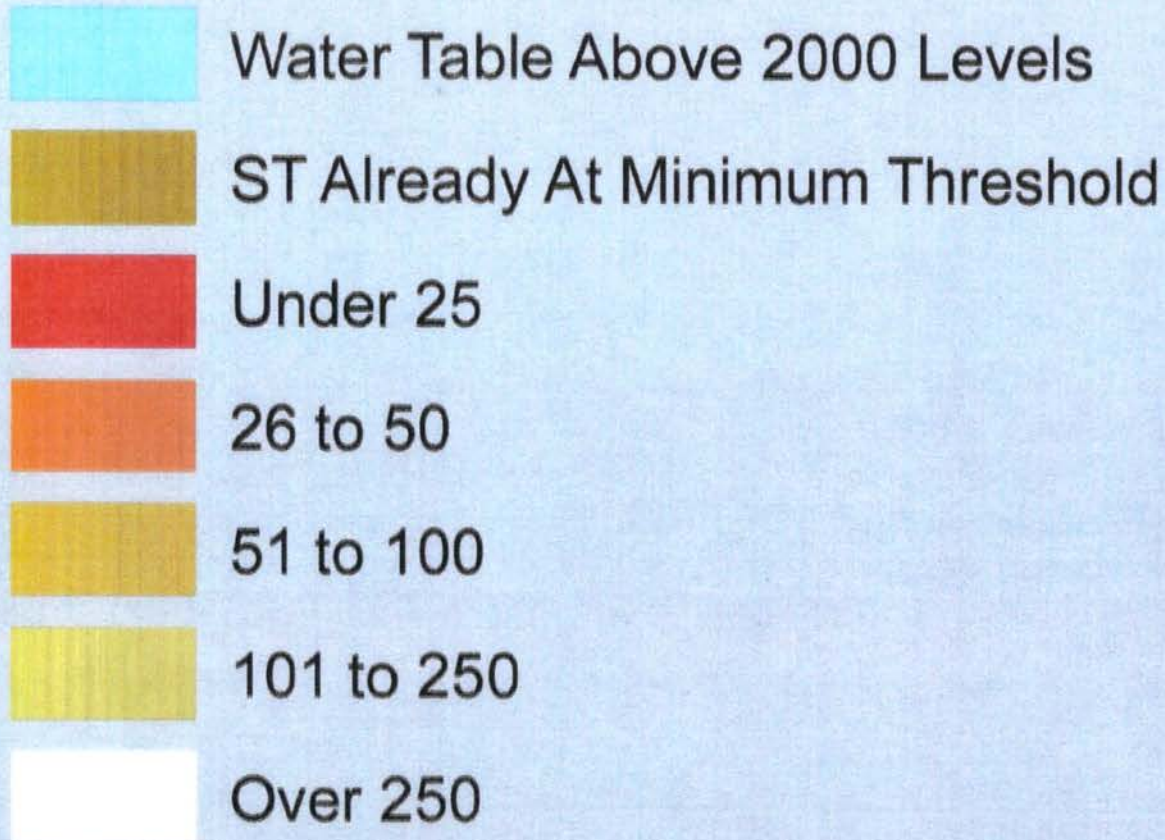 Water Table Above 2000 Levels
ST Already At Minimum Threshold
Under 25
26 to 50
51 to 100
101 to 250
Over 250